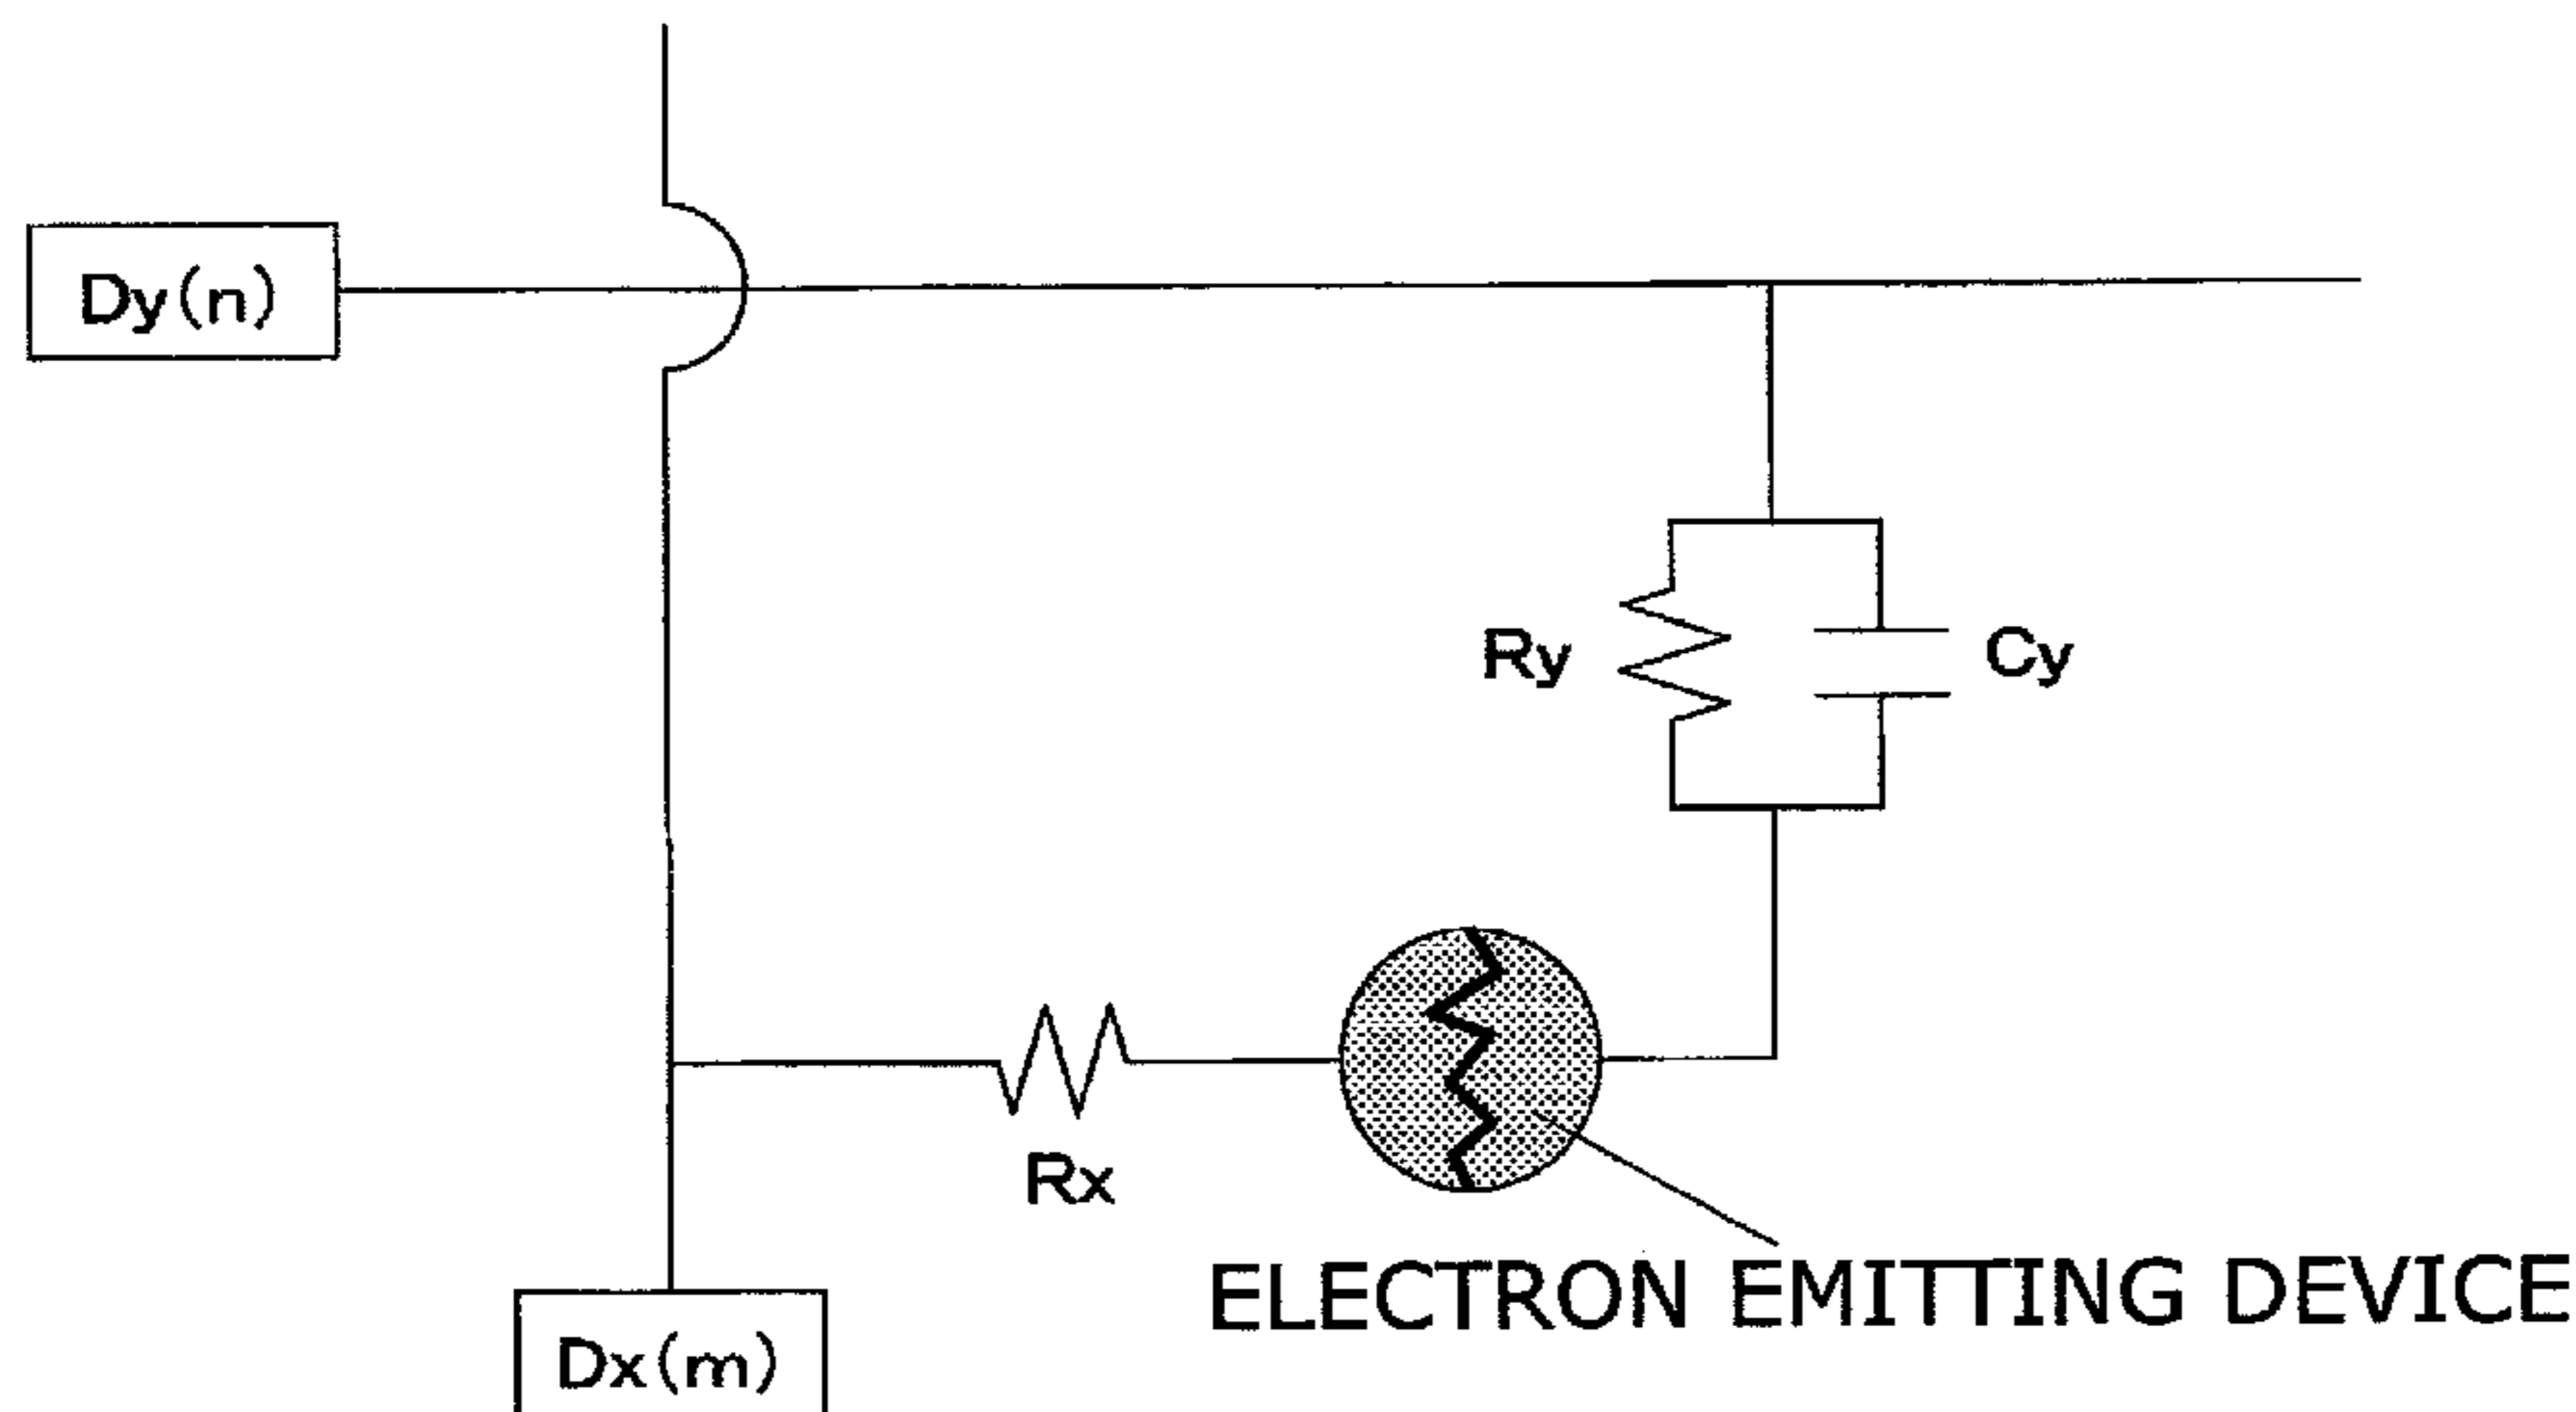 Dy(n)
Ry
Cy
Rx
ELECTRON EMITTING DEVICE
Dx(m)